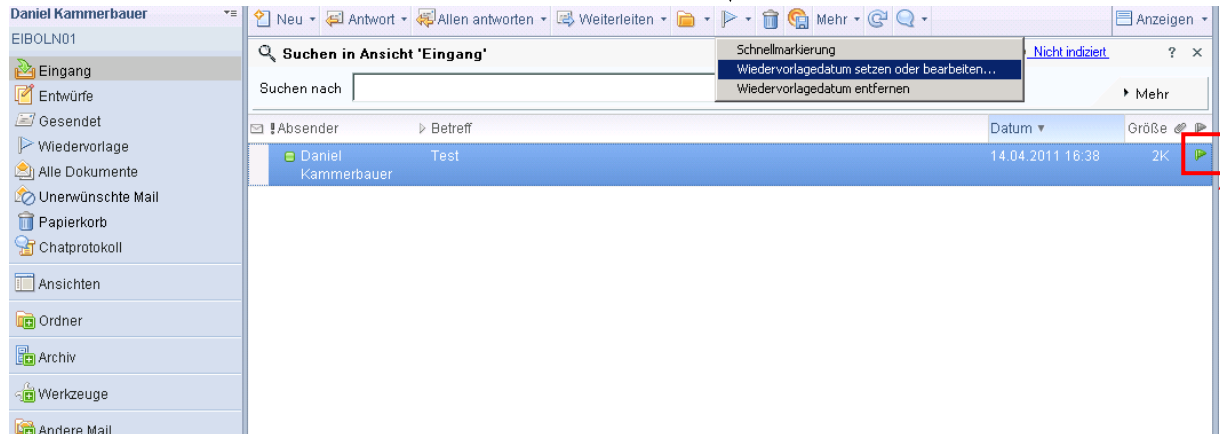 Daniel Kammerbauer
EIBOLN01
Neu Antwort Allen antworten Weiterleiten Mehr Anzeigen
Suchen in Ansicht 'Eingang' Nicht indiziert ? ×
Suchen nach Mehr
Schnellmarkierung
Wiedervorlagedatum setzen oder bearbeiten...
Wiedervorlagedatum entfernen
! Absender Betreff Datum Größe
Daniel Test 14.04.2011 16:38 2K
Kammerbauer
Eingang
Entwürfe
Gesendet
Wiedervorlage
Alle Dokumente
Unerwünschte Mail
Papierkorb
Chatprotokoll
Ansichten
Ordner
Archiv
Werkzeuge
Andere Mail